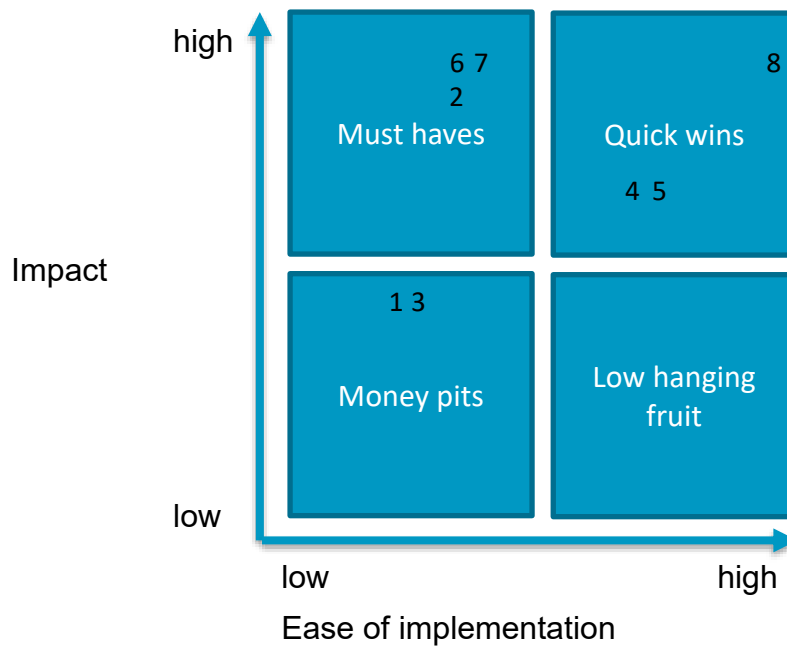 high
6 7
8
2
Must haves
Quick wins
4 5
Impact
1 3
Money pits
Low hanging
fruit
low
low
high
Ease of implementation